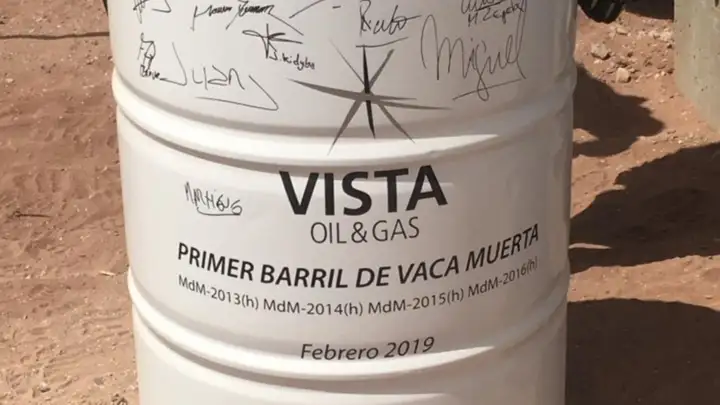 Juan
Miguel
VISTA
OIL & GAS
PRIMER BARRIL DE VACA MUERTA
MdM-2013(h) MdM-2014(h) MdM-2015(h) MdM-2016(h)
Febrero 2019